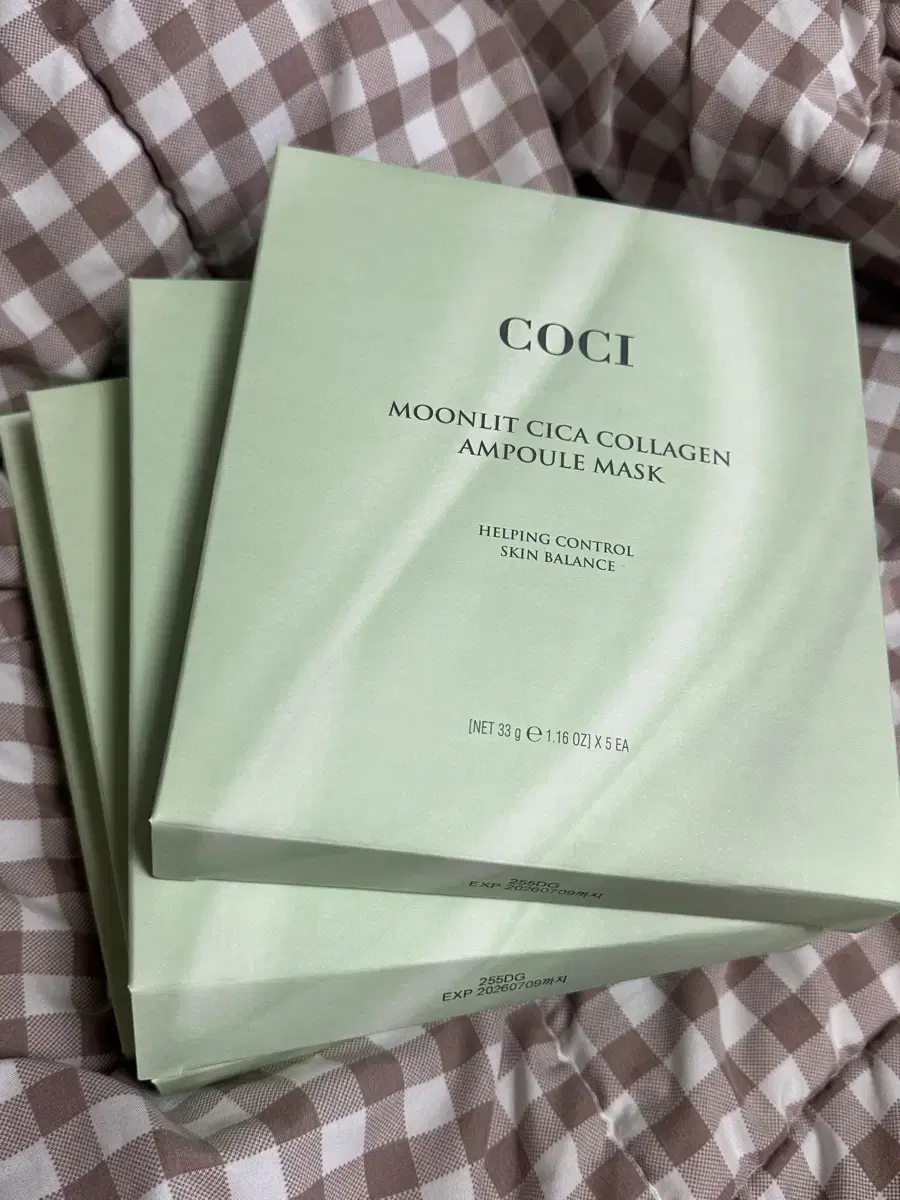 COCI
MOONLIT CICA COLLAGEN
AMPOULE MASK
HELPING CONTROL
SKIN BALANCE
[NET 33 g ℮ 1.16 OZ] X 5 EA
255DG
EXP 20260709까지
255DG
EXP 20260709까지